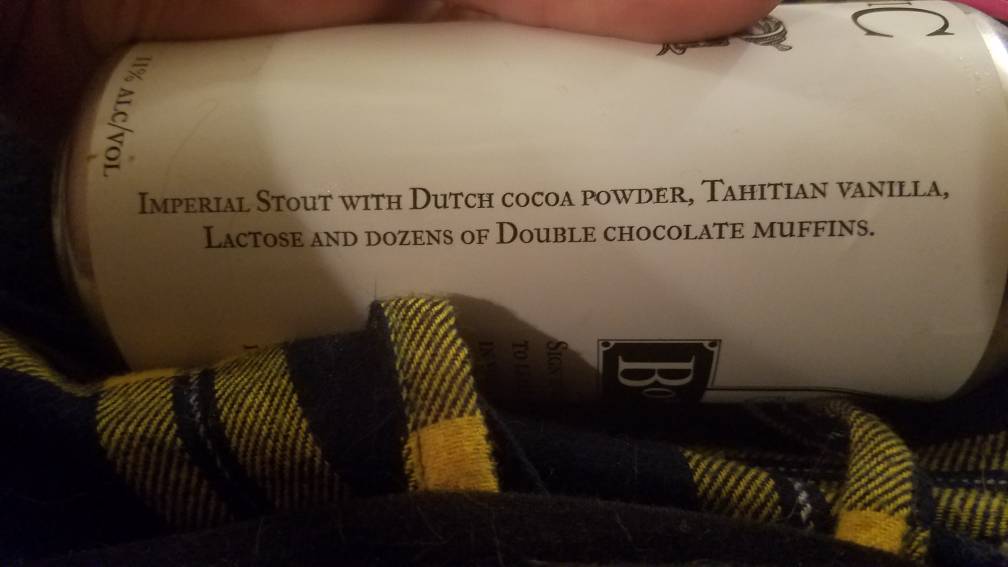 11% ALC/VOL
IMPERIAL STOUT WITH DUTCH COCOA POWDER, TAHITIAN VANILLA,
LACTOSE AND DOZENS OF DOUBLE CHOCOLATE MUFFINS.